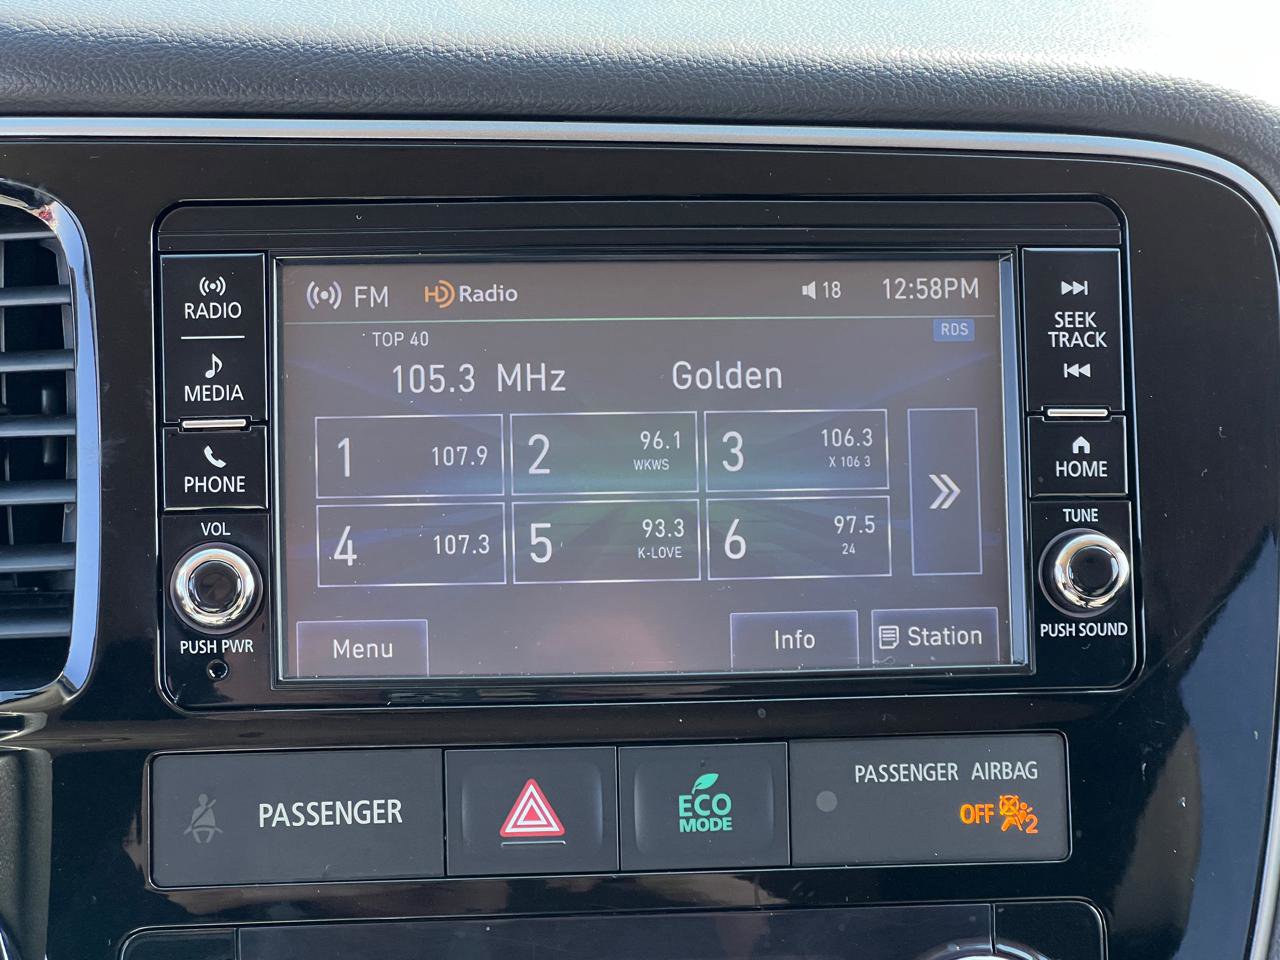 RADIO
MEDIA
PHONE
VOL
PUSH PWR
FM HD Radio 18 12:58PM
TOP 40 RDS
105.3 MHz Golden
1 107.9
2 96.1
WKWS
3 106.3
X 106 3
4 107.3
5 93.3
K-LOVE
6 97.5
24
Menu Info Station
SEEK
TRACK
HOME
TUNE
PUSH SOUND
PASSENGER
ECO
MODE
PASSENGER AIRBAG
OFF 2